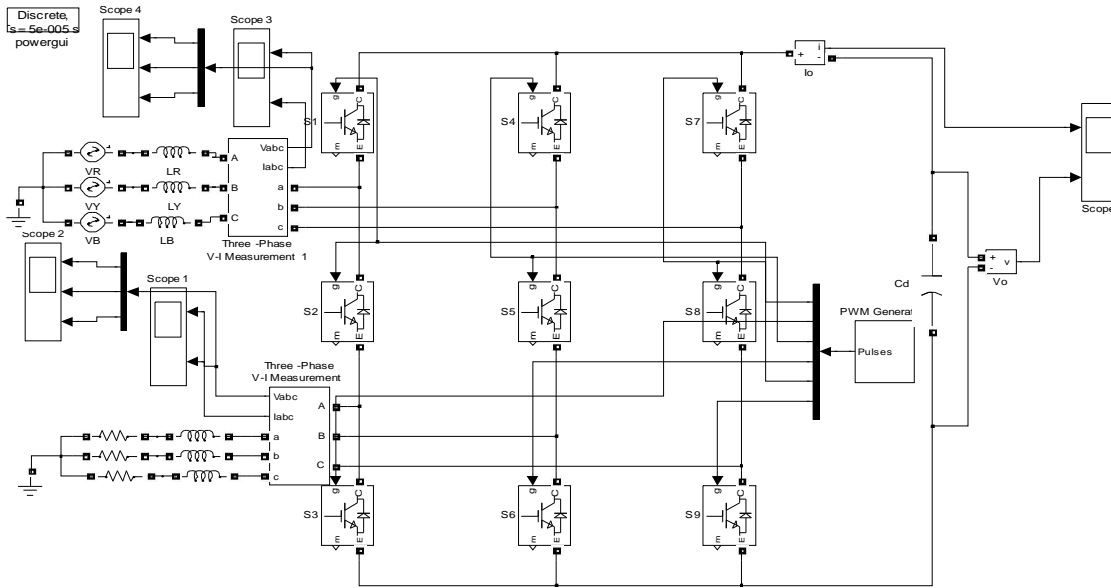 Discrete,
s = 5e-005 s
powergui
Scope 4
Scope 3
i
+
-
Io
g
C
S1
m
E
g
C
S4
m
E
g
C
S7
m
E
Vabc
Iabc
A
B
C
a
b
c
VR
LR
VY
LY
VB
LB
Three -Phase
V-I Measurement 1
Scope
Scope 2
Scope 1
g
C
S2
m
E
g
C
S5
m
E
g
C
S8
m
E
Cd
+
-
v
Vo
PWM Generat
Pulses
Three -Phase
V-I Measurement
Vabc
Iabc
a
b
c
A
B
C
g
C
S3
m
E
g
C
S6
m
E
g
C
S9
m
E